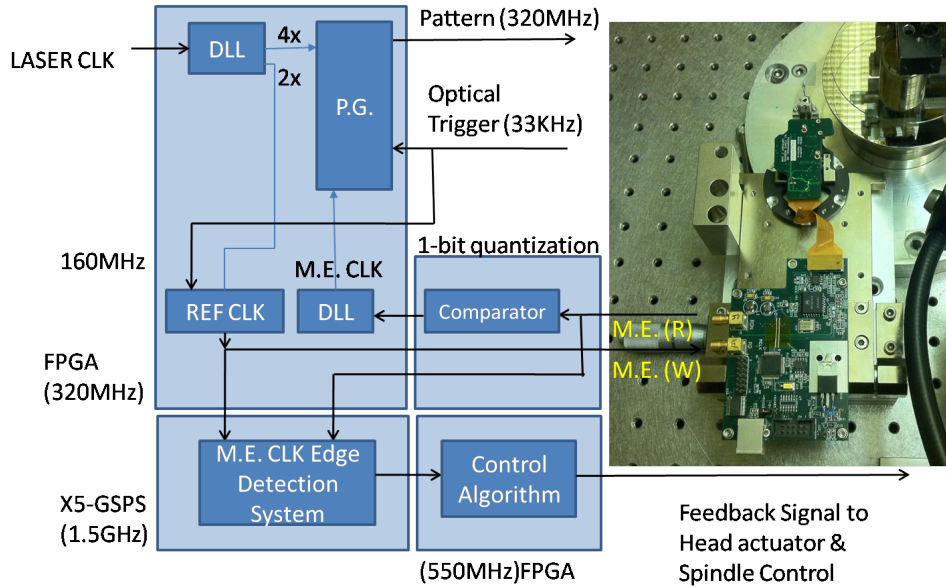 LASER CLK
DLL
4x
2x
P.G.
Pattern (320MHz)
Optical
Trigger (33KHz)
160MHz
M.E. CLK
1-bit quantization
REF CLK
DLL
Comparator
M.E. (R)
M.E. (W)
FPGA
(320MHz)
M.E. CLK Edge
Detection
System
Control
Algorithm
X5-GSPS
(1.5GHz)
(550MHz)FPGA
Feedback Signal to
Head actuator &
Spindle Control